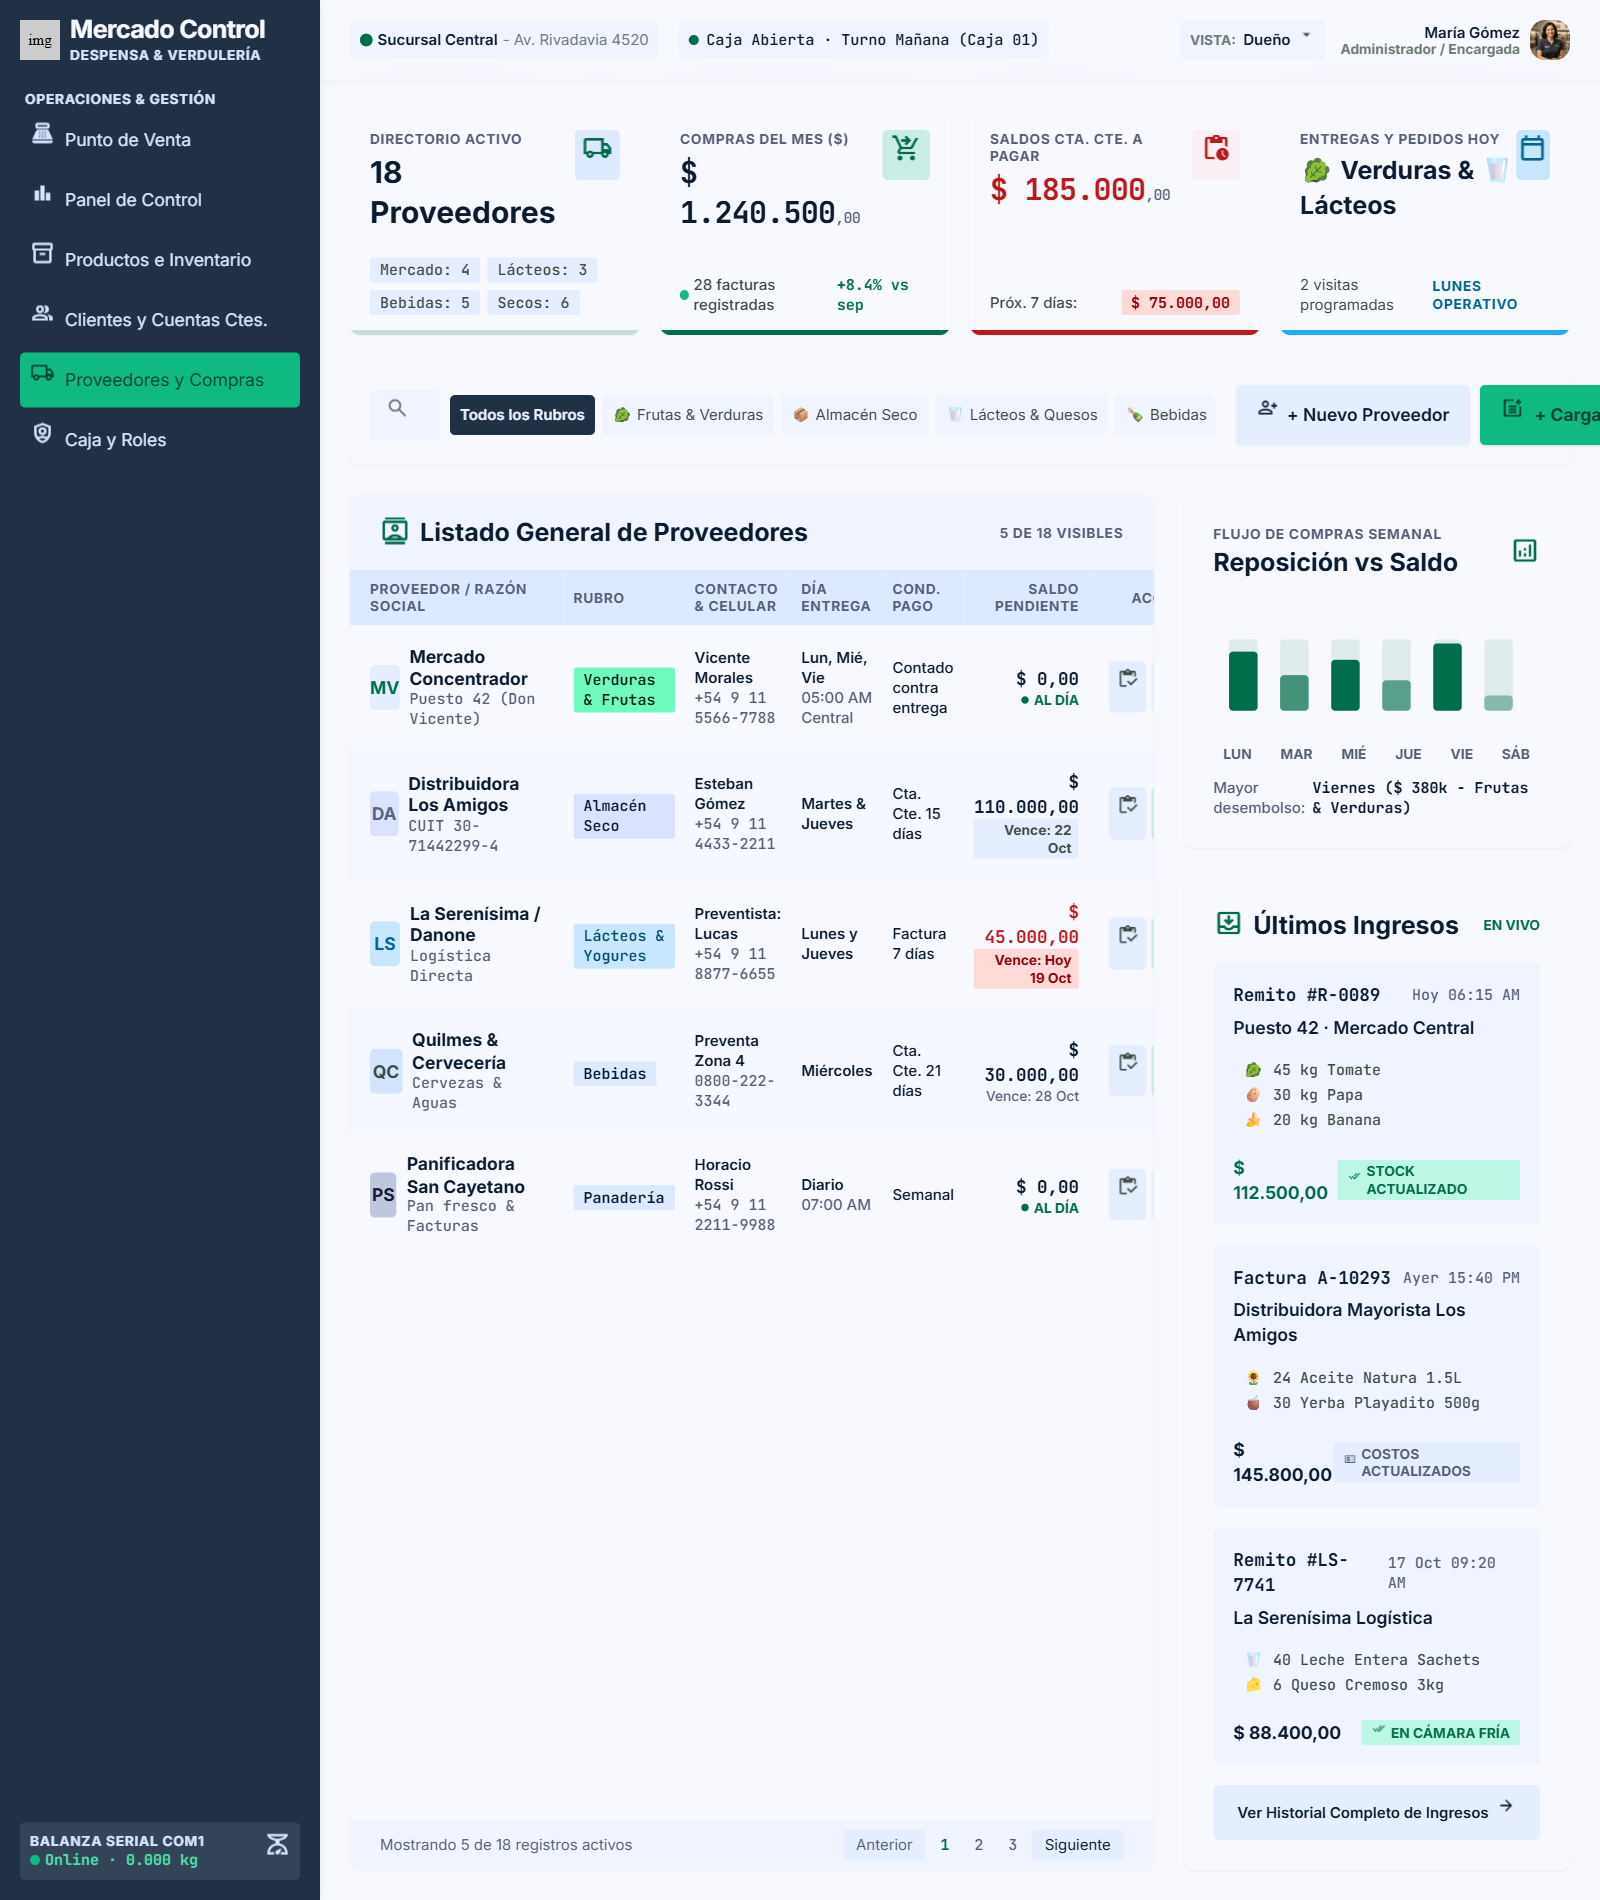 img
Mercado Control
DESPENSA & VERDULERÍA
OPERACIONES & GESTIÓN
Punto de Venta
Panel de Control
Productos e Inventario
Clientes y Cuentas Ctes.
Proveedores y Compras
Caja y Roles
BALANZA SERIAL COM1
Online · 0.000 kg
Sucursal Central - Av. Rivadavia 4520
Caja Abierta · Turno Mañana (Caja 01)
VISTA: Dueño
María Gómez
Administrador / Encargada
DIRECTORIO ACTIVO
18
Proveedores
Mercado: 4
Lácteos: 3
Bebidas: 5
Secos: 6
COMPRAS DEL MES ($)
$
1.240.500,00
28 facturas
registradas
+8.4% vs
sep
SALDOS CTA. CTE. A
PAGAR
$ 185.000,00
Próx. 7 días:
$ 75.000,00
ENTREGAS Y PEDIDOS HOY
🥬 Verduras & 🥛
Lácteos
2 visitas
programadas
LUNES
OPERATIVO
Todos los Rubros
🥬 Frutas & Verduras
📦 Almacén Seco
🥛 Lácteos & Quesos
🍾 Bebidas
+ Nuevo Proveedor
+ Carga
Listado General de Proveedores
5 DE 18 VISIBLES
PROVEEDOR / RAZÓN
SOCIAL
RUBRO
CONTACTO
& CELULAR
DÍA
ENTREGA
COND.
PAGO
SALDO
PENDIENTE
MV
Mercado
Concentrador
Puesto 42 (Don
Vicente)
Verduras
& Frutas
Vicente
Morales
+54 9 11
5566-7788
Lun, Mié,
Vie
05:00 AM
Central
Contado
contra
entrega
$ 0,00
AL DÍA
DA
Distribuidora
Los Amigos
CUIT 30-
71442299-4
Almacén
Seco
Esteban
Gómez
+54 9 11
4433-2211
Martes &
Jueves
Cta.
Cte. 15
días
$
110.000,00
Vence: 22
Oct
LS
La Serenísima /
Danone
Logística
Directa
Lácteos &
Yogures
Preventista:
Lucas
+54 9 11
8877-6655
Lunes y
Jueves
Factura
7 días
$
45.000,00
Vence: Hoy
19 Oct
QC
Quilmes &
Cervecería
Cervezas &
Aguas
Bebidas
Preventa
Zona 4
0800-222-
3344
Miércoles
Cta.
Cte. 21
días
$
30.000,00
Vence: 28 Oct
PS
Panificadora
San Cayetano
Pan fresco &
Facturas
Panadería
Horacio
Rossi
+54 9 11
2211-9988
Diario
07:00 AM
Semanal
$ 0,00
AL DÍA
Mostrando 5 de 18 registros activos
Anterior
1
2
3
Siguiente
FLUJO DE COMPRAS SEMANAL
Reposición vs Saldo
LUN MAR MIÉ JUE VIE SÁB
Mayor
desembolso:
Viernes ($ 380k - Frutas
& Verduras)
Últimos Ingresos
EN VIVO
Remito #R-0089
Hoy 06:15 AM
Puesto 42 · Mercado Central
🥬 45 kg Tomate
🥔 30 kg Papa
🍌 20 kg Banana
$
112.500,00
STOCK
ACTUALIZADO
Factura A-10293
Ayer 15:40 PM
Distribuidora Mayorista Los
Amigos
🌻 24 Aceite Natura 1.5L
🧉 30 Yerba Playadito 500g
$
145.800,00
COSTOS
ACTUALIZADOS
Remito #LS-
7741
17 Oct 09:20
AM
La Serenísima Logística
🥛 40 Leche Entera Sachets
🧀 6 Queso Cremoso 3kg
$ 88.400,00
EN CÁMARA FRÍA
Ver Historial Completo de Ingresos